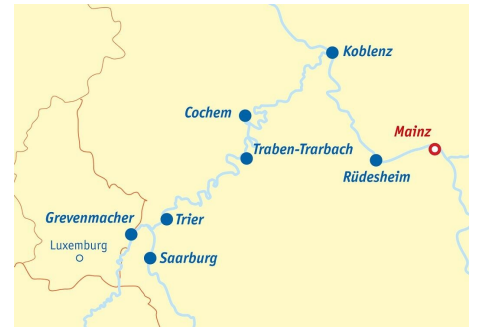 Koblenz
Cochem
Mainz
Traben-Trarbach
Rüdesheim
Grevenmacher
Trier
Luxemburg
Saarburg